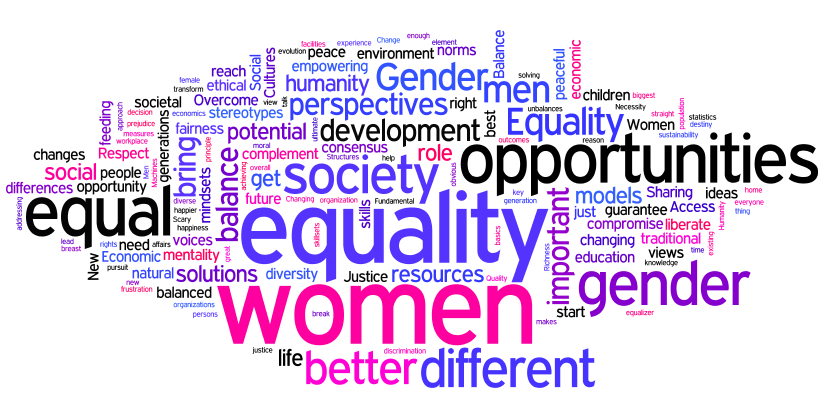 enough
Change
element
facilities
experience
evolution
peace
environment
norms
Balance
solving
peaceful
economic
reach
Social
Cultures
empowering
female
transform
ethical
humanity
Gender
men
children
biggest
societal
Overcome
view
talk
perspectives
right
unbalances
Necessity
straight
population
approach
decision
economics
stereotypes
feeding
prejudice
measures
workplace
generations
fairness
potential
ultimate
development
best
Equality
Women
statistics
destiny
sustainability
outcomes
reason
changes
Respect
Men
Machines
bring
principle
moral
complement
consensus
Structures
help
role
obvious
opportunities
social
people
differences
opportunity
diverse
mindsets
balance
achieving
overall
get
society
key
generation
models
Sharing
ideas
home
everyone
thing
addressing
equal
happier
Scary
happiness
future
Changing
organization
skills
Fundamental
important
just
guarantee
Access
Humanity
compromise
liberate
lead
breast
rights
need
affairs
voices
great
equality
skillsets
basics
changing
traditional
existing
New
Economic
mentality
pursuit
natural
solutions
diversity
Justice
resources
Quality
Richness
education
views
time
knowledge
new
frustration
balanced
organizations
persons
women
break
gender
makes
start
equalizer
justice
life
discrimination
better
different